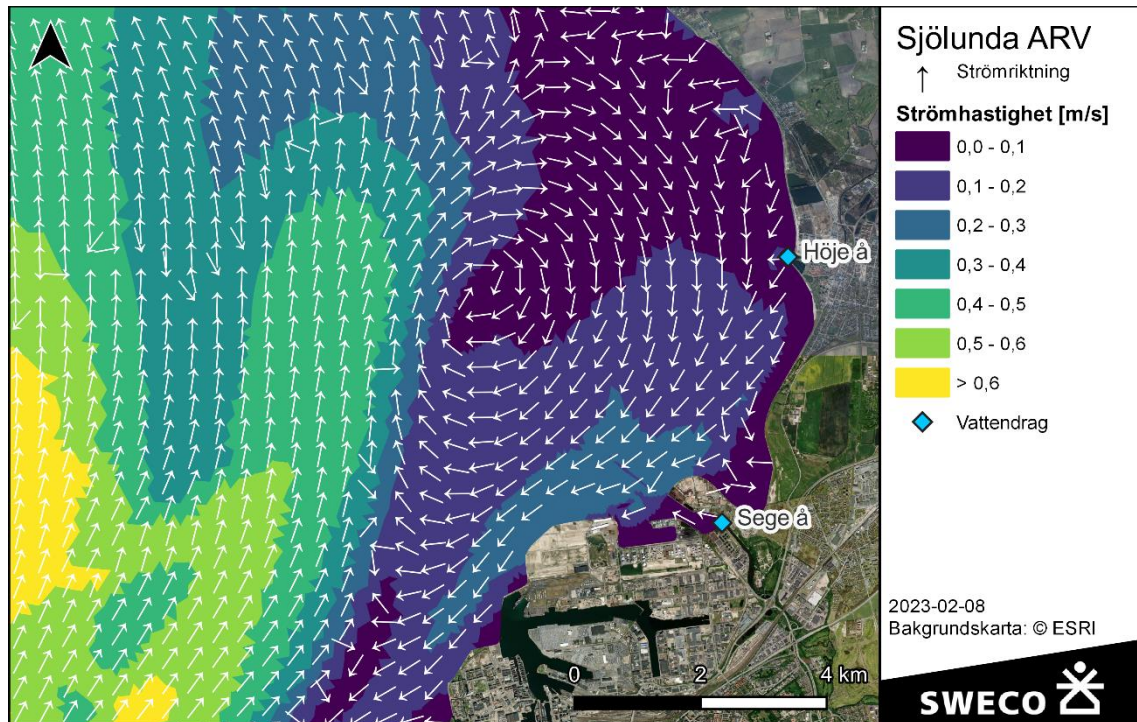 Sjölunda ARV
Strömriktning
Strömhastighet [m/s]
0,0 - 0,1
0,1 - 0,2
0,2 - 0,3
0,3 - 0,4
0,4 - 0,5
0,5 - 0,6
> 0,6
Vattendrag
Höje å
Sege å
0 2 4 km
2023-02-08
Bakgrundskarta: © ESRI
SWECO